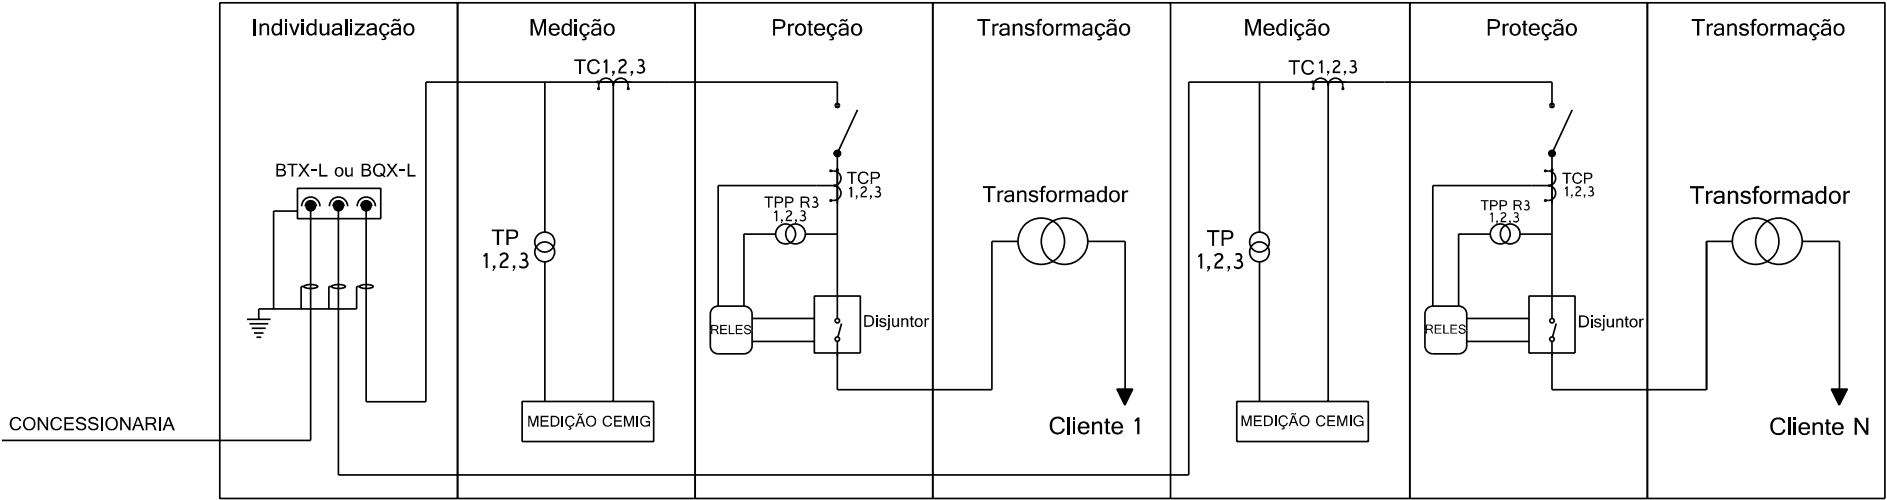 Individualização
Medição
Proteção
Transformação
Medição
Proteção
Transformação
TC1,2,3
TC1,2,3
BTX-L ou BQX-L
TCP
1,2,3
TPP R3
1,2,3
Transformador
TCP
1,2,3
TPP R3
1,2,3
Transformador
TP
1,2,3
TP
1,2,3
RELES
Disjuntor
RELES
Disjuntor
CONCESSIONARIA
MEDIÇÃO CEMIG
Cliente 1
MEDIÇÃO CEMIG
Cliente N